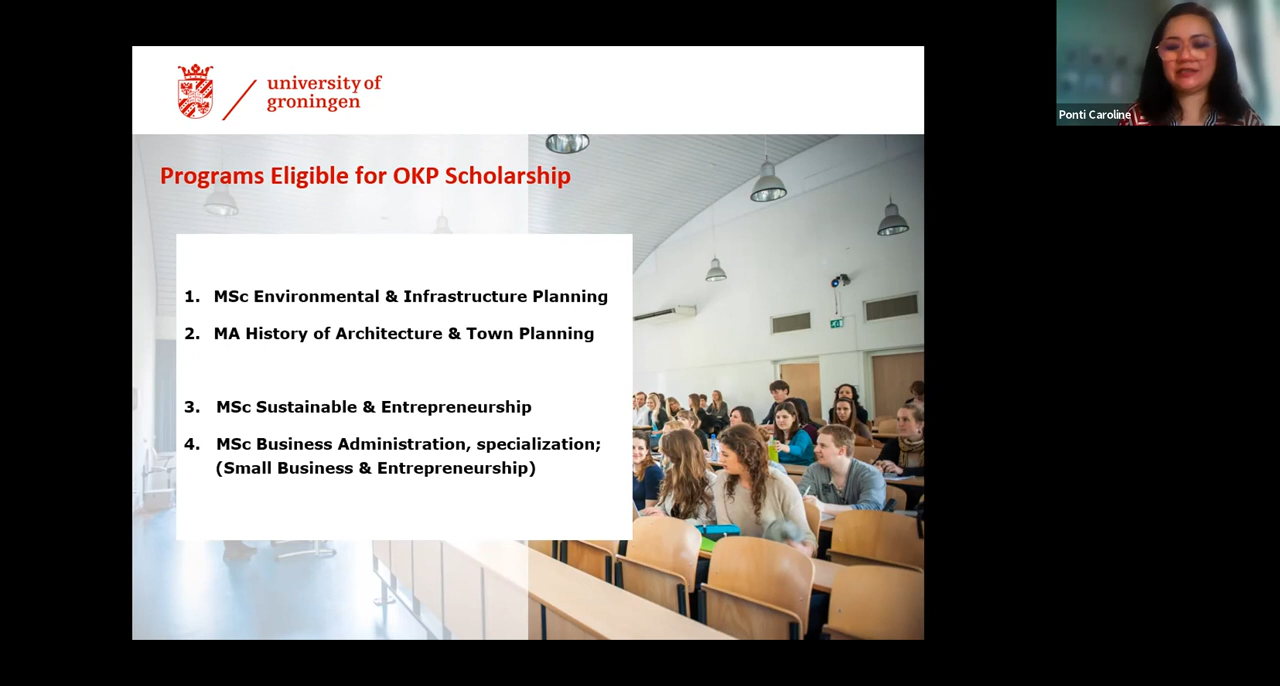 university of
groningen
Programs Eligible for OKP Scholarship
1. MSc Environmental & Infrastructure Planning
2. MA History of Architecture & Town Planning
3. MSc Sustainable & Entrepreneurship
4. MSc Business Administration, specialization;
(Small Business & Entrepreneurship)
Ponti Caroline